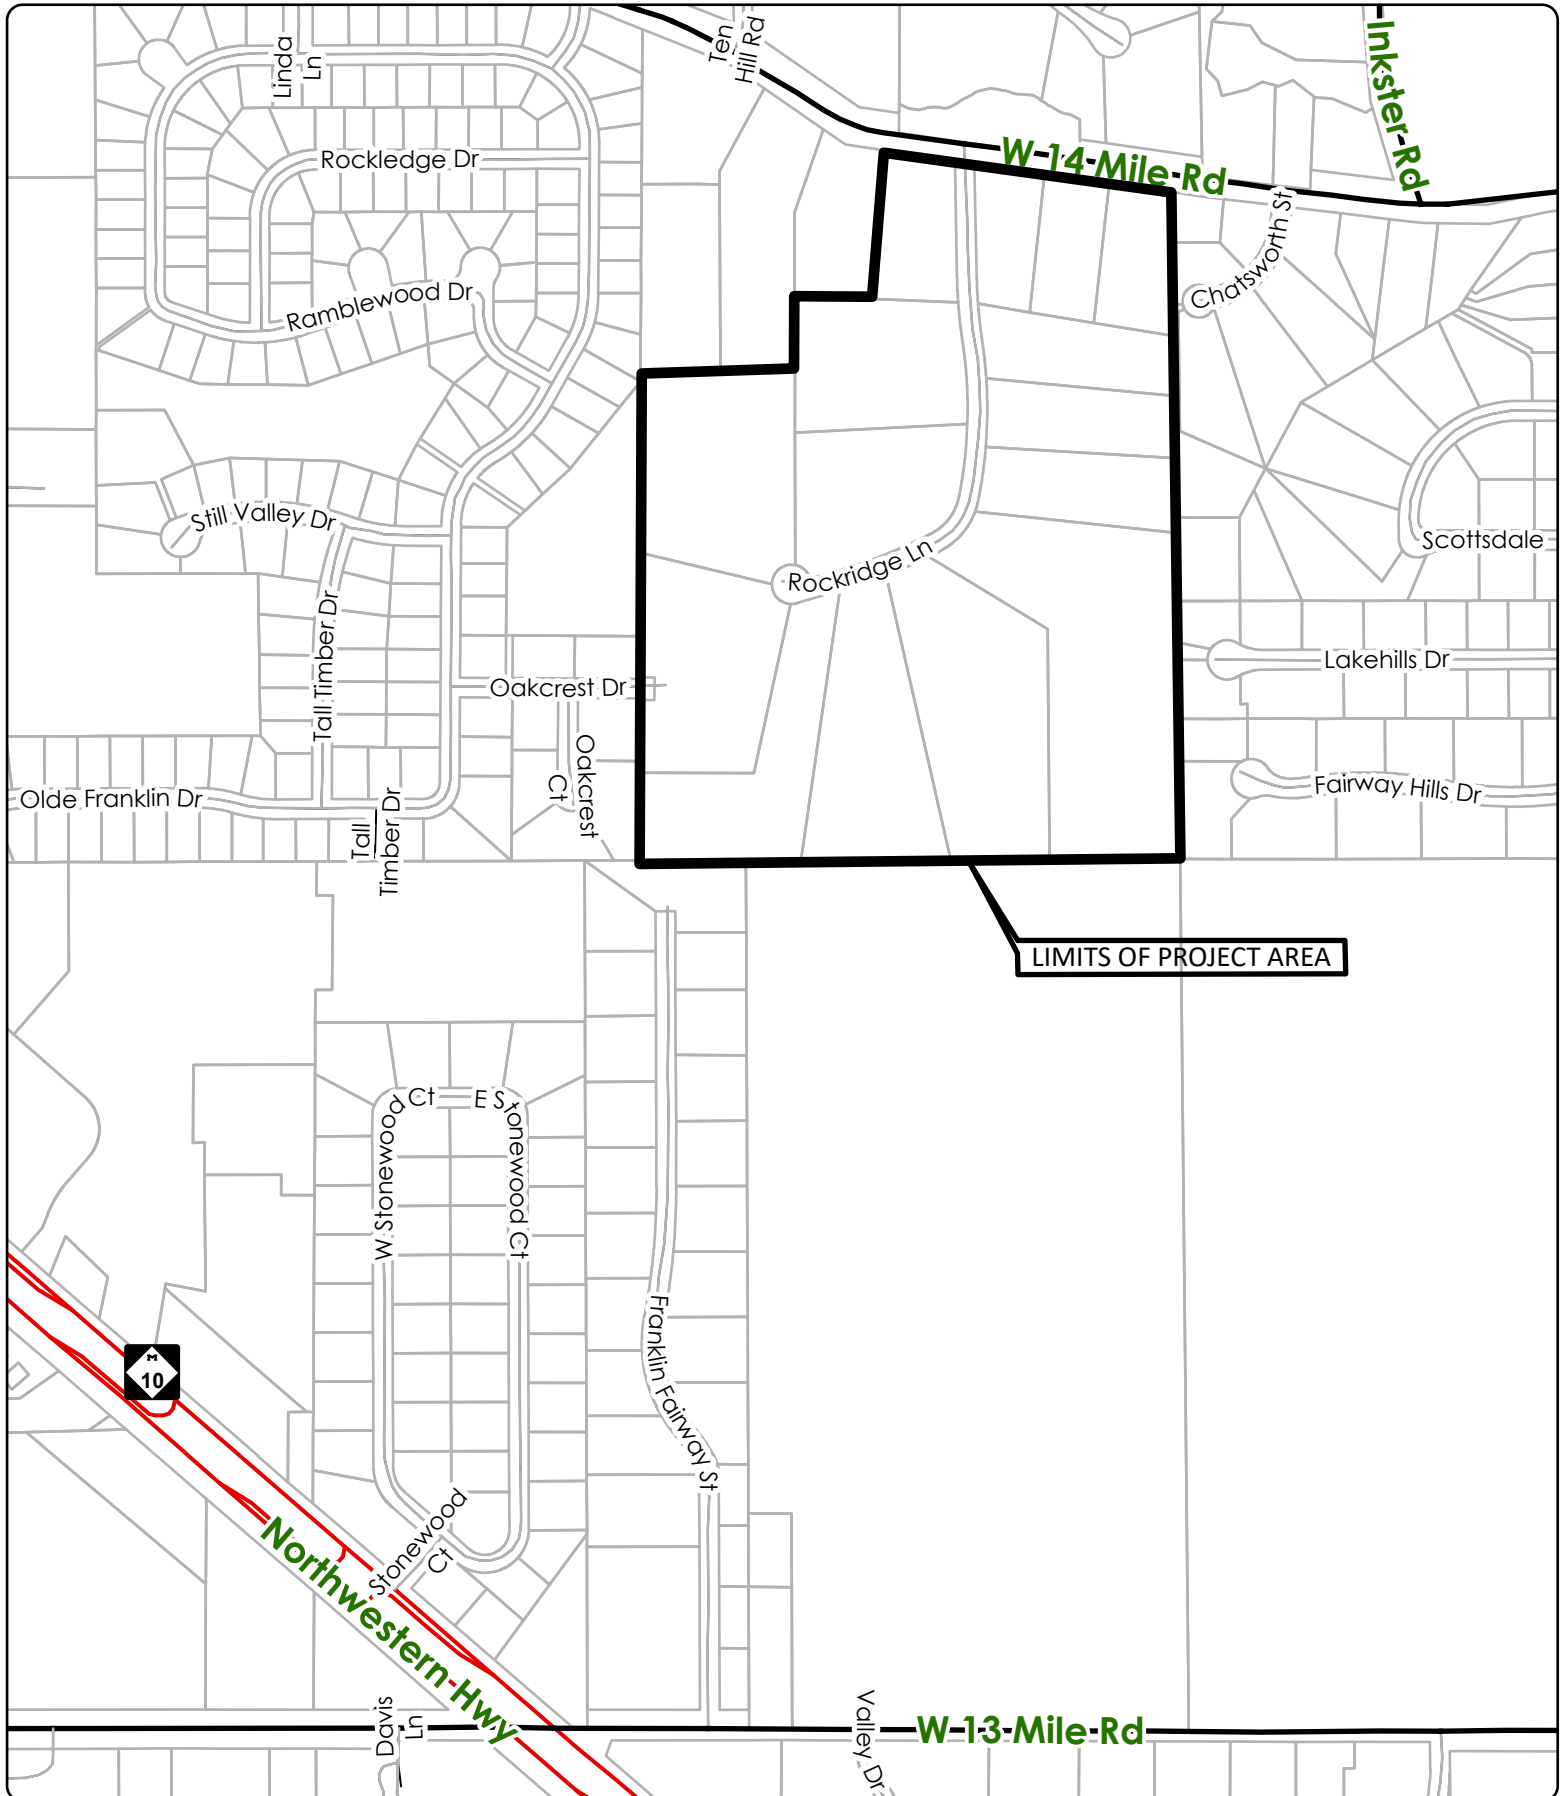 Linda
Ln
Ten
Hill Rd
Inkster Rd
Rockledge Dr
W 14 Mile Rd
Chatsworth St
Ramblewood Dr
Still Valley Dr
Rockridge Ln
Scottsdale
Tall Timber Dr
Lakehills Dr
Oakcrest Dr
Oakcrest
Ct
Olde Franklin Dr
Fairway Hills Dr
Tall
Timber Dr
LIMITS OF PROJECT AREA
W Stonewood Ct
E Stonewood Ct
Franklin Fairway St
M
10
Stonewood
Ct
Northwestern Hwy
Davis
Ln
Valley Dr
W 13 Mile Rd